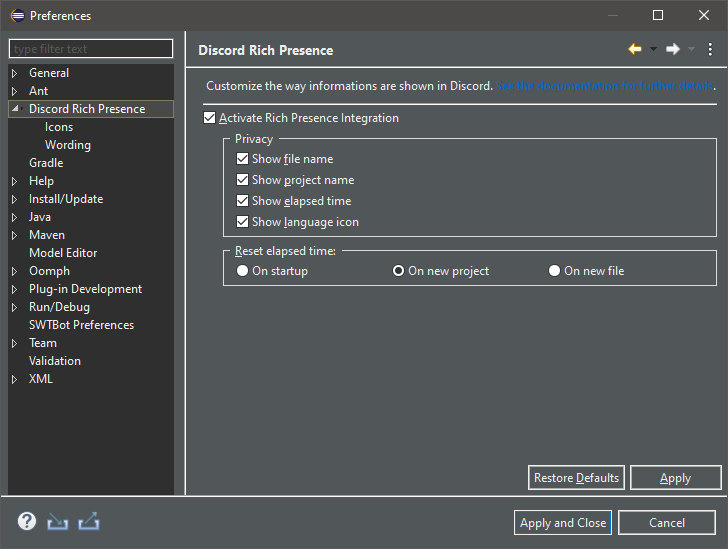 Preferences
type filter text
General
Ant
Discord Rich Presence
Icons
Wording
Gradle
Help
Install/Update
Java
Maven
Model Editor
Oomph
Plug-in Development
Run/Debug
SWTBot Preferences
Team
Validation
XML
Discord Rich Presence
Customize the way informations are shown in Discord. See the documentation for further details.
Activate Rich Presence Integration
Privacy
Show file name
Show project name
Show elapsed time
Show language icon
Reset elapsed time:
On startup On new project On new file
Restore Defaults Apply
Apply and Close Cancel